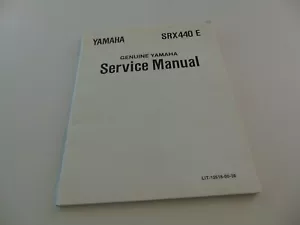 YAMAHA SRX440 E
GENUINE YAMAHA
Service Manual